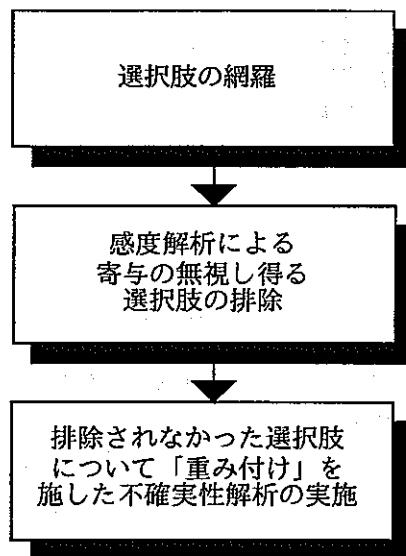 選択肢の網羅
感度解析による
寄与の無視し得る
選択肢の排除
排除されなかった選択肢
について「重み付け」を
施した不確実性解析の実施